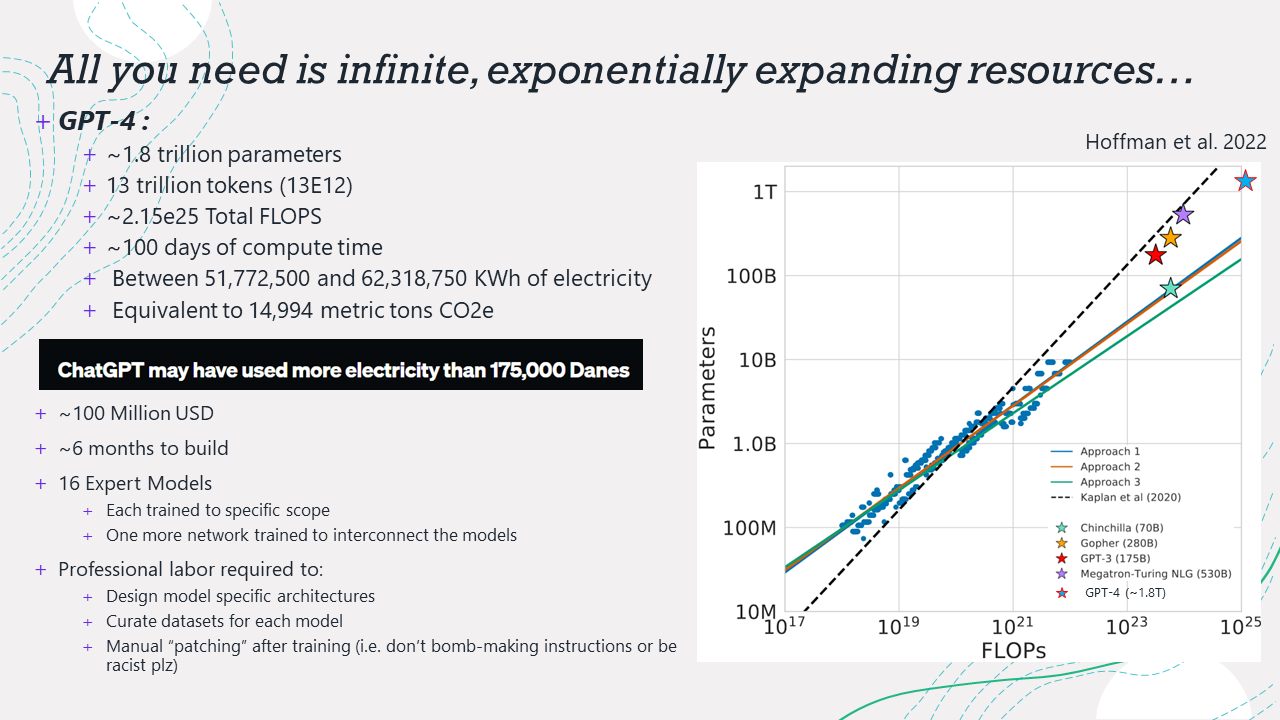 All you need is infinite, exponentially expanding resources…
+ GPT-4 :
+ ~1.8 trillion parameters
+ 13 trillion tokens (13E12)
+ ~2.15e25 Total FLOPS
+ ~100 days of compute time
+ Between 51,772,500 and 62,318,750 KWh of electricity
+ Equivalent to 14,994 metric tons CO2e
ChatGPT may have used more electricity than 175,000 Danes
+ ~100 Million USD
+ ~6 months to build
+ 16 Expert Models
+ Each trained to specific scope
+ One more network trained to interconnect the models
+ Professional labor required to:
+ Design model specific architectures
+ Curate datasets for each model
+ Manual “patching” after training (i.e. don’t bomb-making instructions or be
racist plz)
Hoffman et al. 2022
Parameters
1T
100B
10B
1.0B
100M
10M
Approach 1
Approach 2
Approach 3
Kaplan et al (2020)
Chinchilla (70B)
Gopher (280B)
GPT-3 (175B)
Megatron-Turing NLG (530B)
GPT-4 (~1.8T)
10^17 10^19 10^21 10^23 10^25
FLOPs